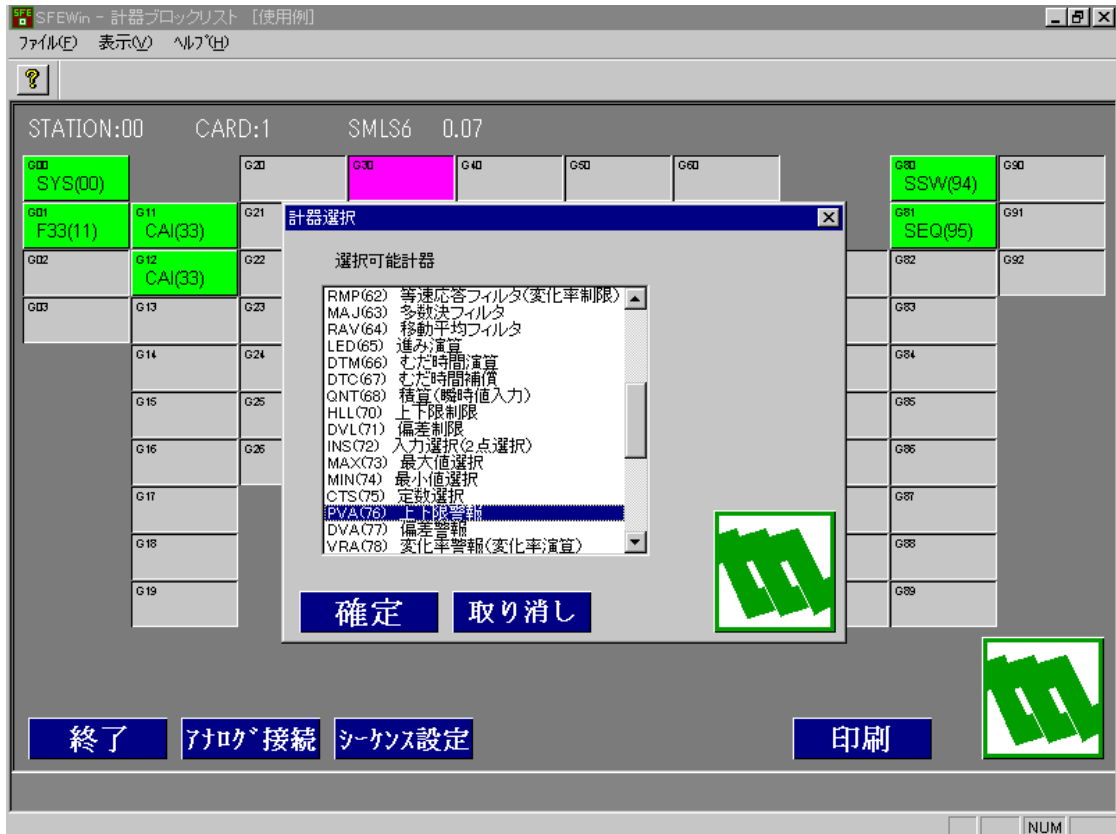 SFEWin - 計器ブロックリスト [使用例]
ファイル(F) 表示(V) ヘルプ(H)
STATION:00 CARD:1 SMLS6 0.07
G00 G20 G30 G40 G50 G60 G80 G90
SYS(00) SSW(94)
G01 G11 G21 G81 G91
F33(11) CAI(33) SEQ(95)
G02 G12 G22 G82 G92
CAI(33)
G03 G13 G23 G83
G14 G24 G84
G15 G25 G85
G16 G26 G86
G17 G87
G18 G88
G19 G89
計器選択
選択可能計器
RMP(62) 等速応答フィルタ(変化率制限)
MAJ(63) 多数決フィルタ
RAV(64) 移動平均フィルタ
LED(65) 進み演算
DTM(66) むだ時間演算
DTC(67) むだ時間補償
QNT(68) 積算(瞬時値入力)
HLL(70) 上下限制限
DVL(71) 偏差制限
INS(72) 入力選択(2点選択)
MAX(73) 最大値選択
MIN(74) 最小値選択
CTS(75) 定数選択
PVA(76) 上下限警報
DVA(77) 偏差警報
VRA(78) 変化率警報(変化率演算)
確定 取り消し
終了 アナログ接続 シーケンス設定 印刷
NUM